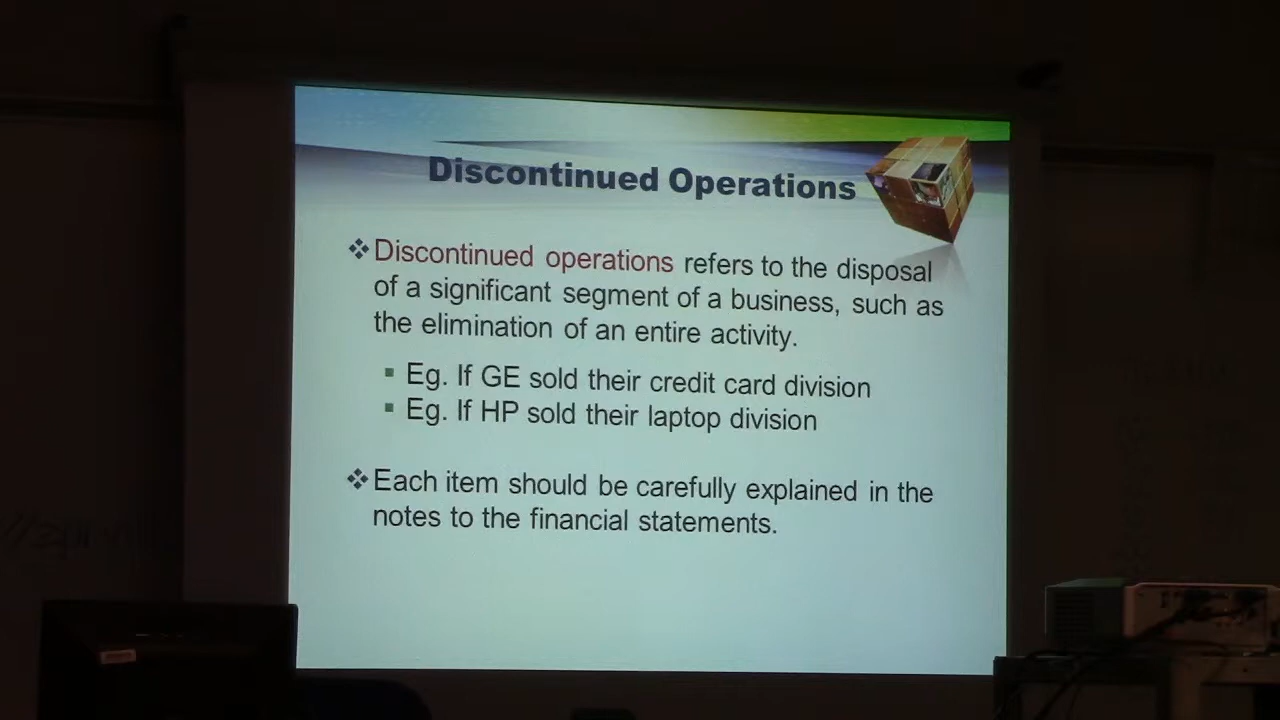 Discontinued Operations
❖Discontinued operations refers to the disposal
of a significant segment of a business, such as
the elimination of an entire activity.
▪ Eg. If GE sold their credit card division
▪ Eg. If HP sold their laptop division
❖Each item should be carefully explained in the
notes to the financial statements.